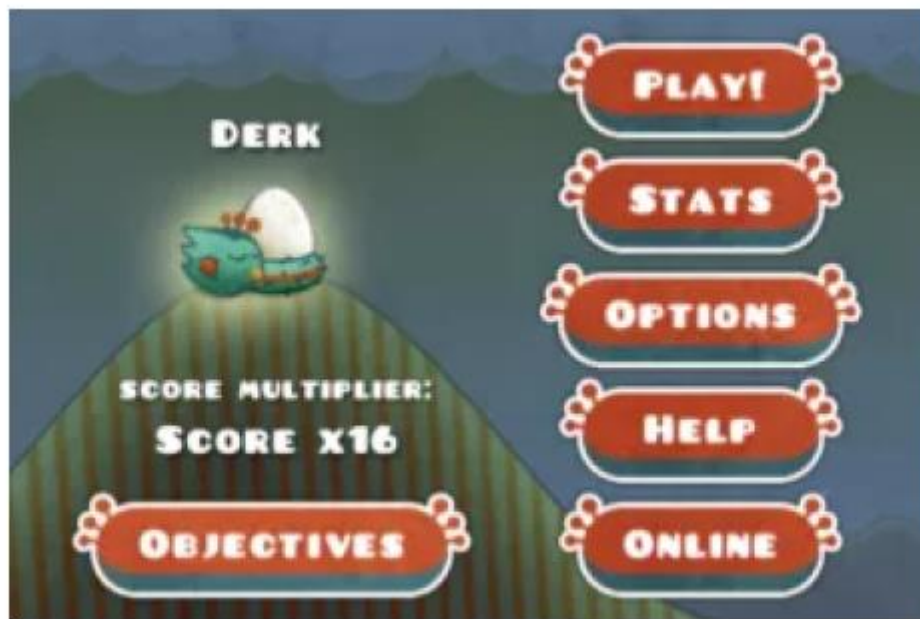 Derk
score multiplier:
Score x16
Objectives
Play!
Stats
Options
Help
Online